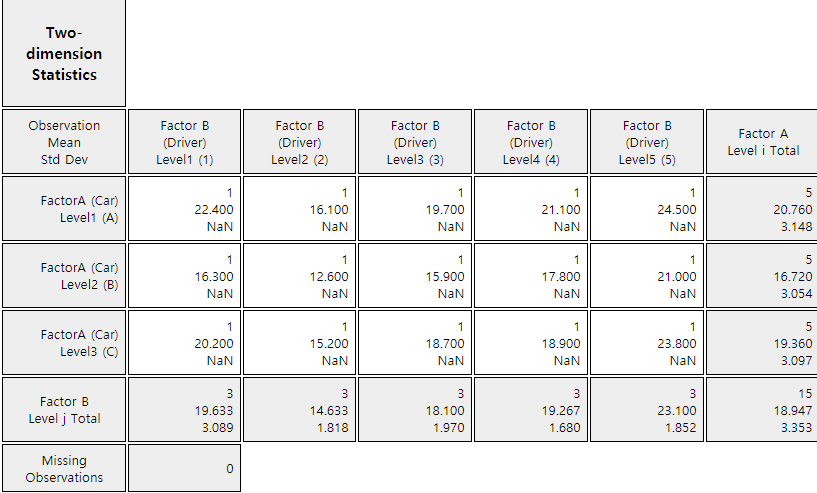 Two-
dimension
Statistics
Observation
Mean
Std Dev
Factor B
(Driver)
Level1 (1)
Factor B
(Driver)
Level2 (2)
Factor B
(Driver)
Level3 (3)
Factor B
(Driver)
Level4 (4)
Factor B
(Driver)
Level5 (5)
Factor A
Level i Total
FactorA (Car)
Level1 (A)
1
22.400
NaN
1
16.100
NaN
1
19.700
NaN
1
21.100
NaN
1
24.500
NaN
5
20.760
3.148
FactorA (Car)
Level2 (B)
1
16.300
NaN
1
12.600
NaN
1
15.900
NaN
1
17.800
NaN
1
21.000
NaN
5
16.720
3.054
FactorA (Car)
Level3 (C)
1
20.200
NaN
1
15.200
NaN
1
18.700
NaN
1
18.900
NaN
1
23.800
NaN
5
19.360
3.097
Factor B
Level j Total
3
19.633
3.089
3
14.633
1.818
3
18.100
1.970
3
19.267
1.680
3
23.100
1.852
15
18.947
3.353
Missing
Observations
0